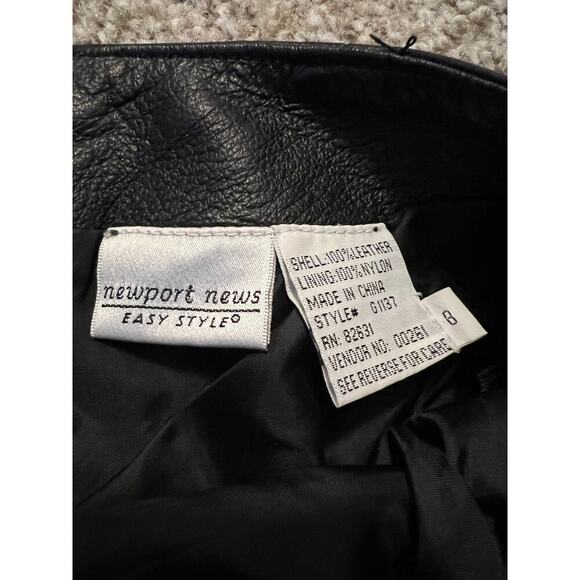 newport news
EASY STYLE®
SHELL:100%LEATHER
LINING:100%NYLON
MADE IN CHINA
STYLE# 01137
RN: 82631
VENDOR NO: 00261
SEE REVERSE FOR CARE
8